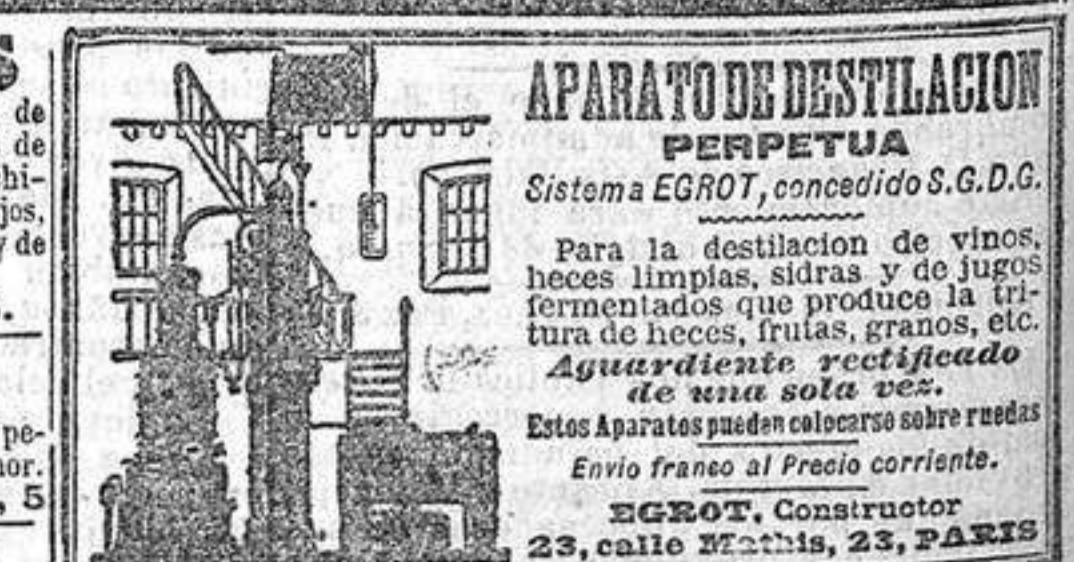 de
de
hi-
jos,
y de
pe-
nor.
, 5
APARATO DE DESTILACION
PERPETUA
Sistema EGROT, concedido S.G.D.G.
Para la destilacion de vinos,
heces limpias, sidras y de jugos
fermentados que produce la tri-
tura de heces, frutas, granos, etc.
Aguardiente rectificado
de una sola vez.
Estos Aparatos pueden colocarse sobre ruedas
Envio franco al Precio corriente.
EGROT, Constructor
23, calle Mathis, 23, PARIS